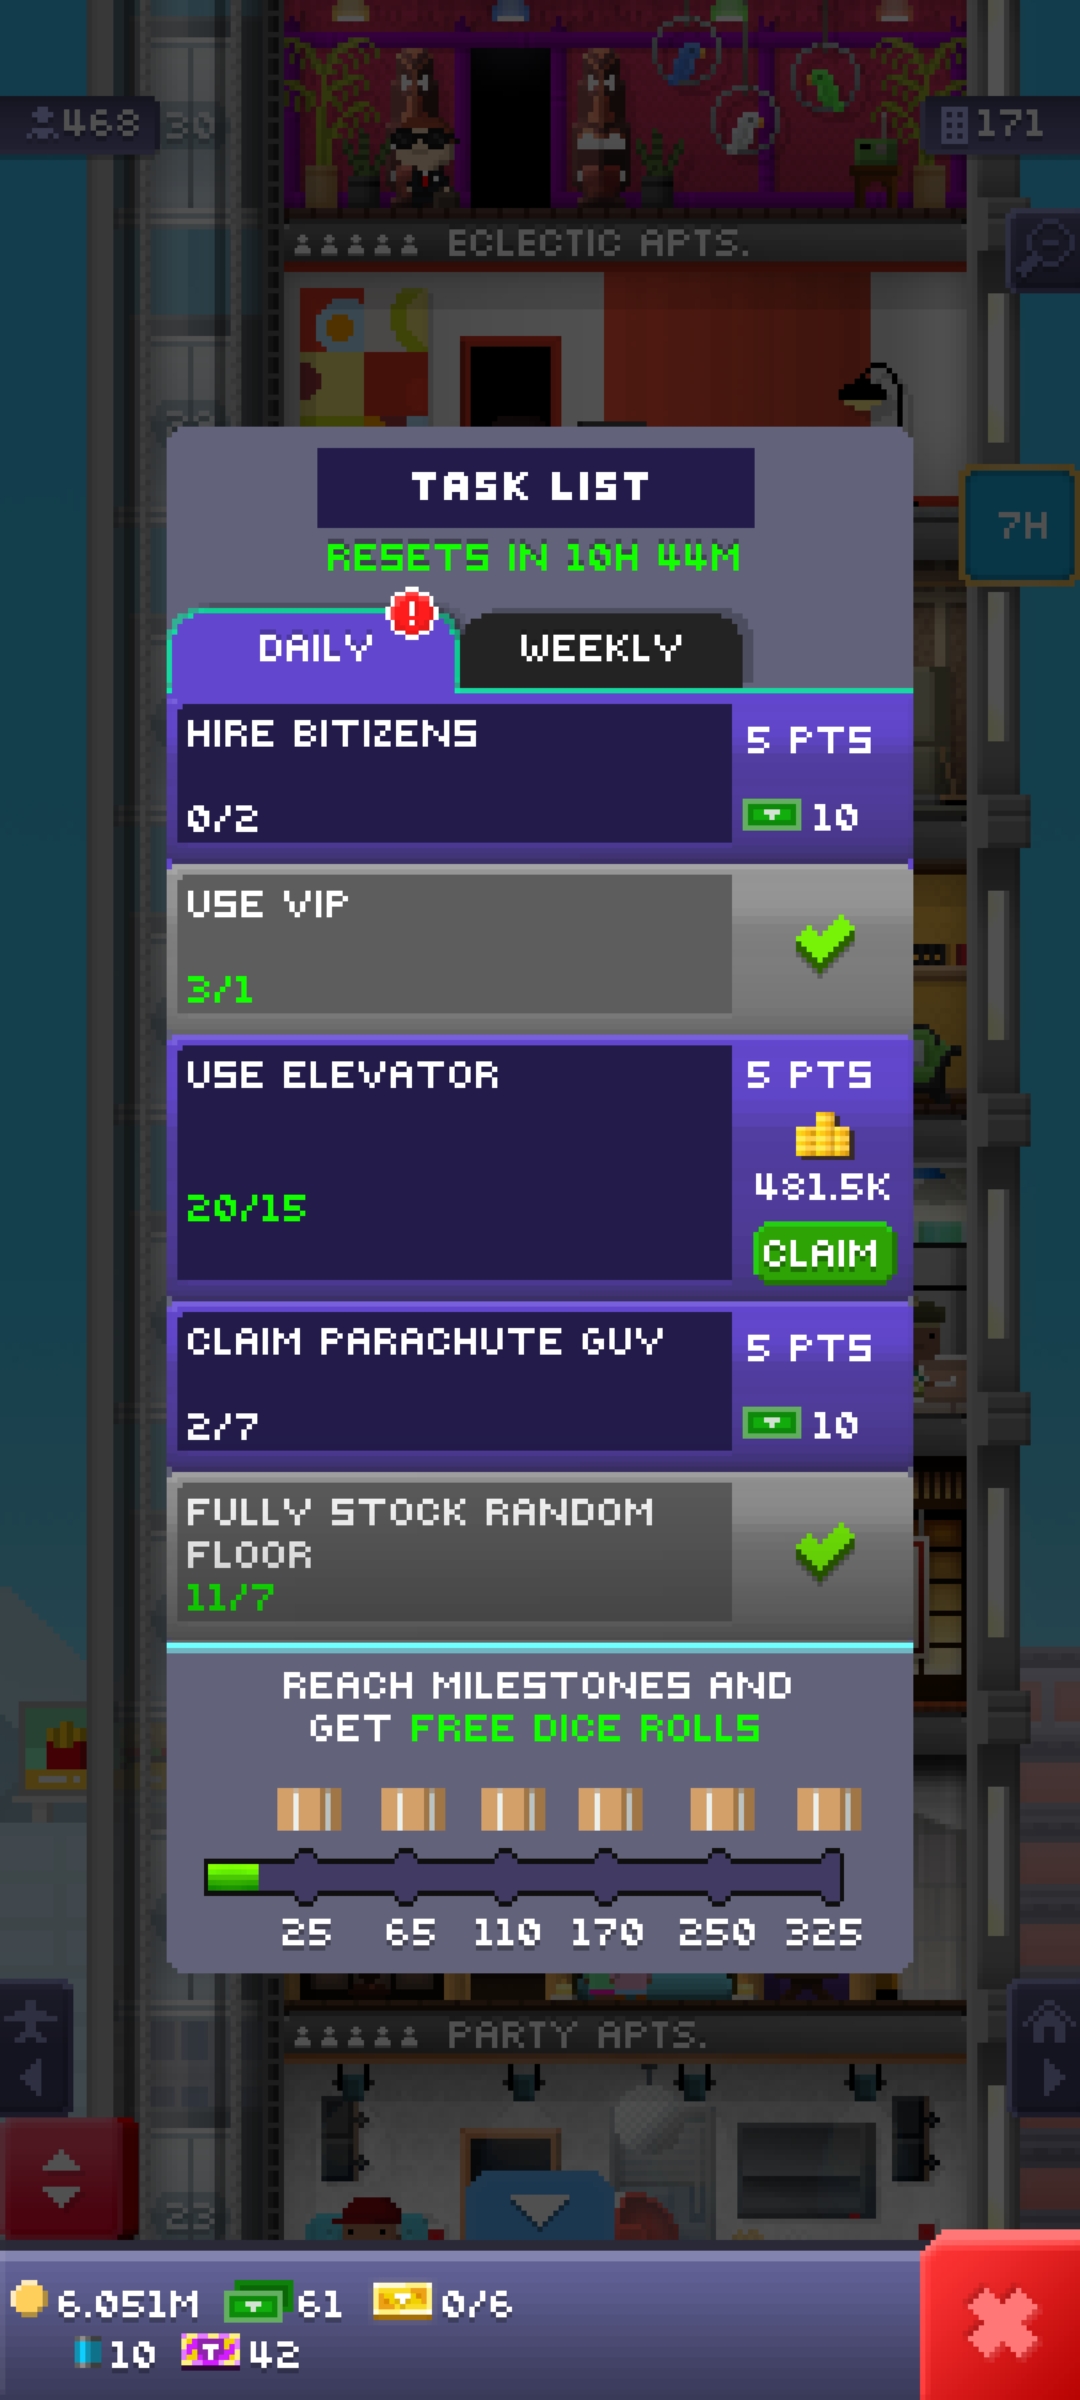 468
30
171
ECLECTIC APTS.
TASK LIST
RESETS IN 10H 44M
7H
!
DAILY
WEEKLY
HIRE BITIZENS
5 PTS
0/2
10
USE VIP
3/1
USE ELEVATOR
5 PTS
481.5K
20/15
CLAIM
CLAIM PARACHUTE GUY
5 PTS
2/7
10
FULLY STOCK RANDOM
FLOOR
11/7
REACH MILESTONES AND
GET FREE DICE ROLLS
25 65 110 170 250 325
PARTY APTS.
23
6.051M 61 0/6
10 42